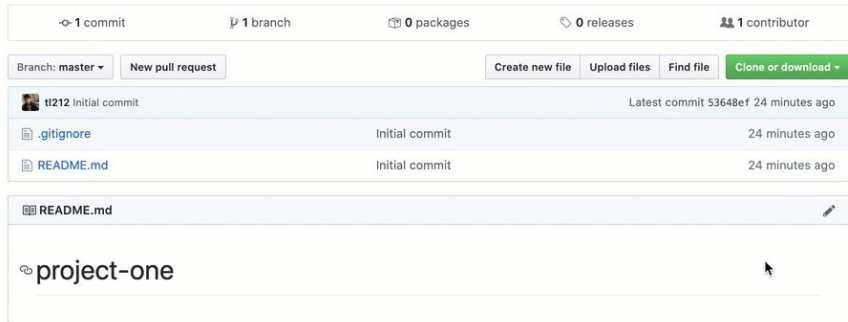 1 commit 1 branch 0 packages 0 releases 1 contributor
Branch: master New pull request Create new file Upload files Find file Clone or download
tl212 Initial commit Latest commit 53648ef 24 minutes ago
.gitignore Initial commit 24 minutes ago
README.md Initial commit 24 minutes ago
README.md
project-one